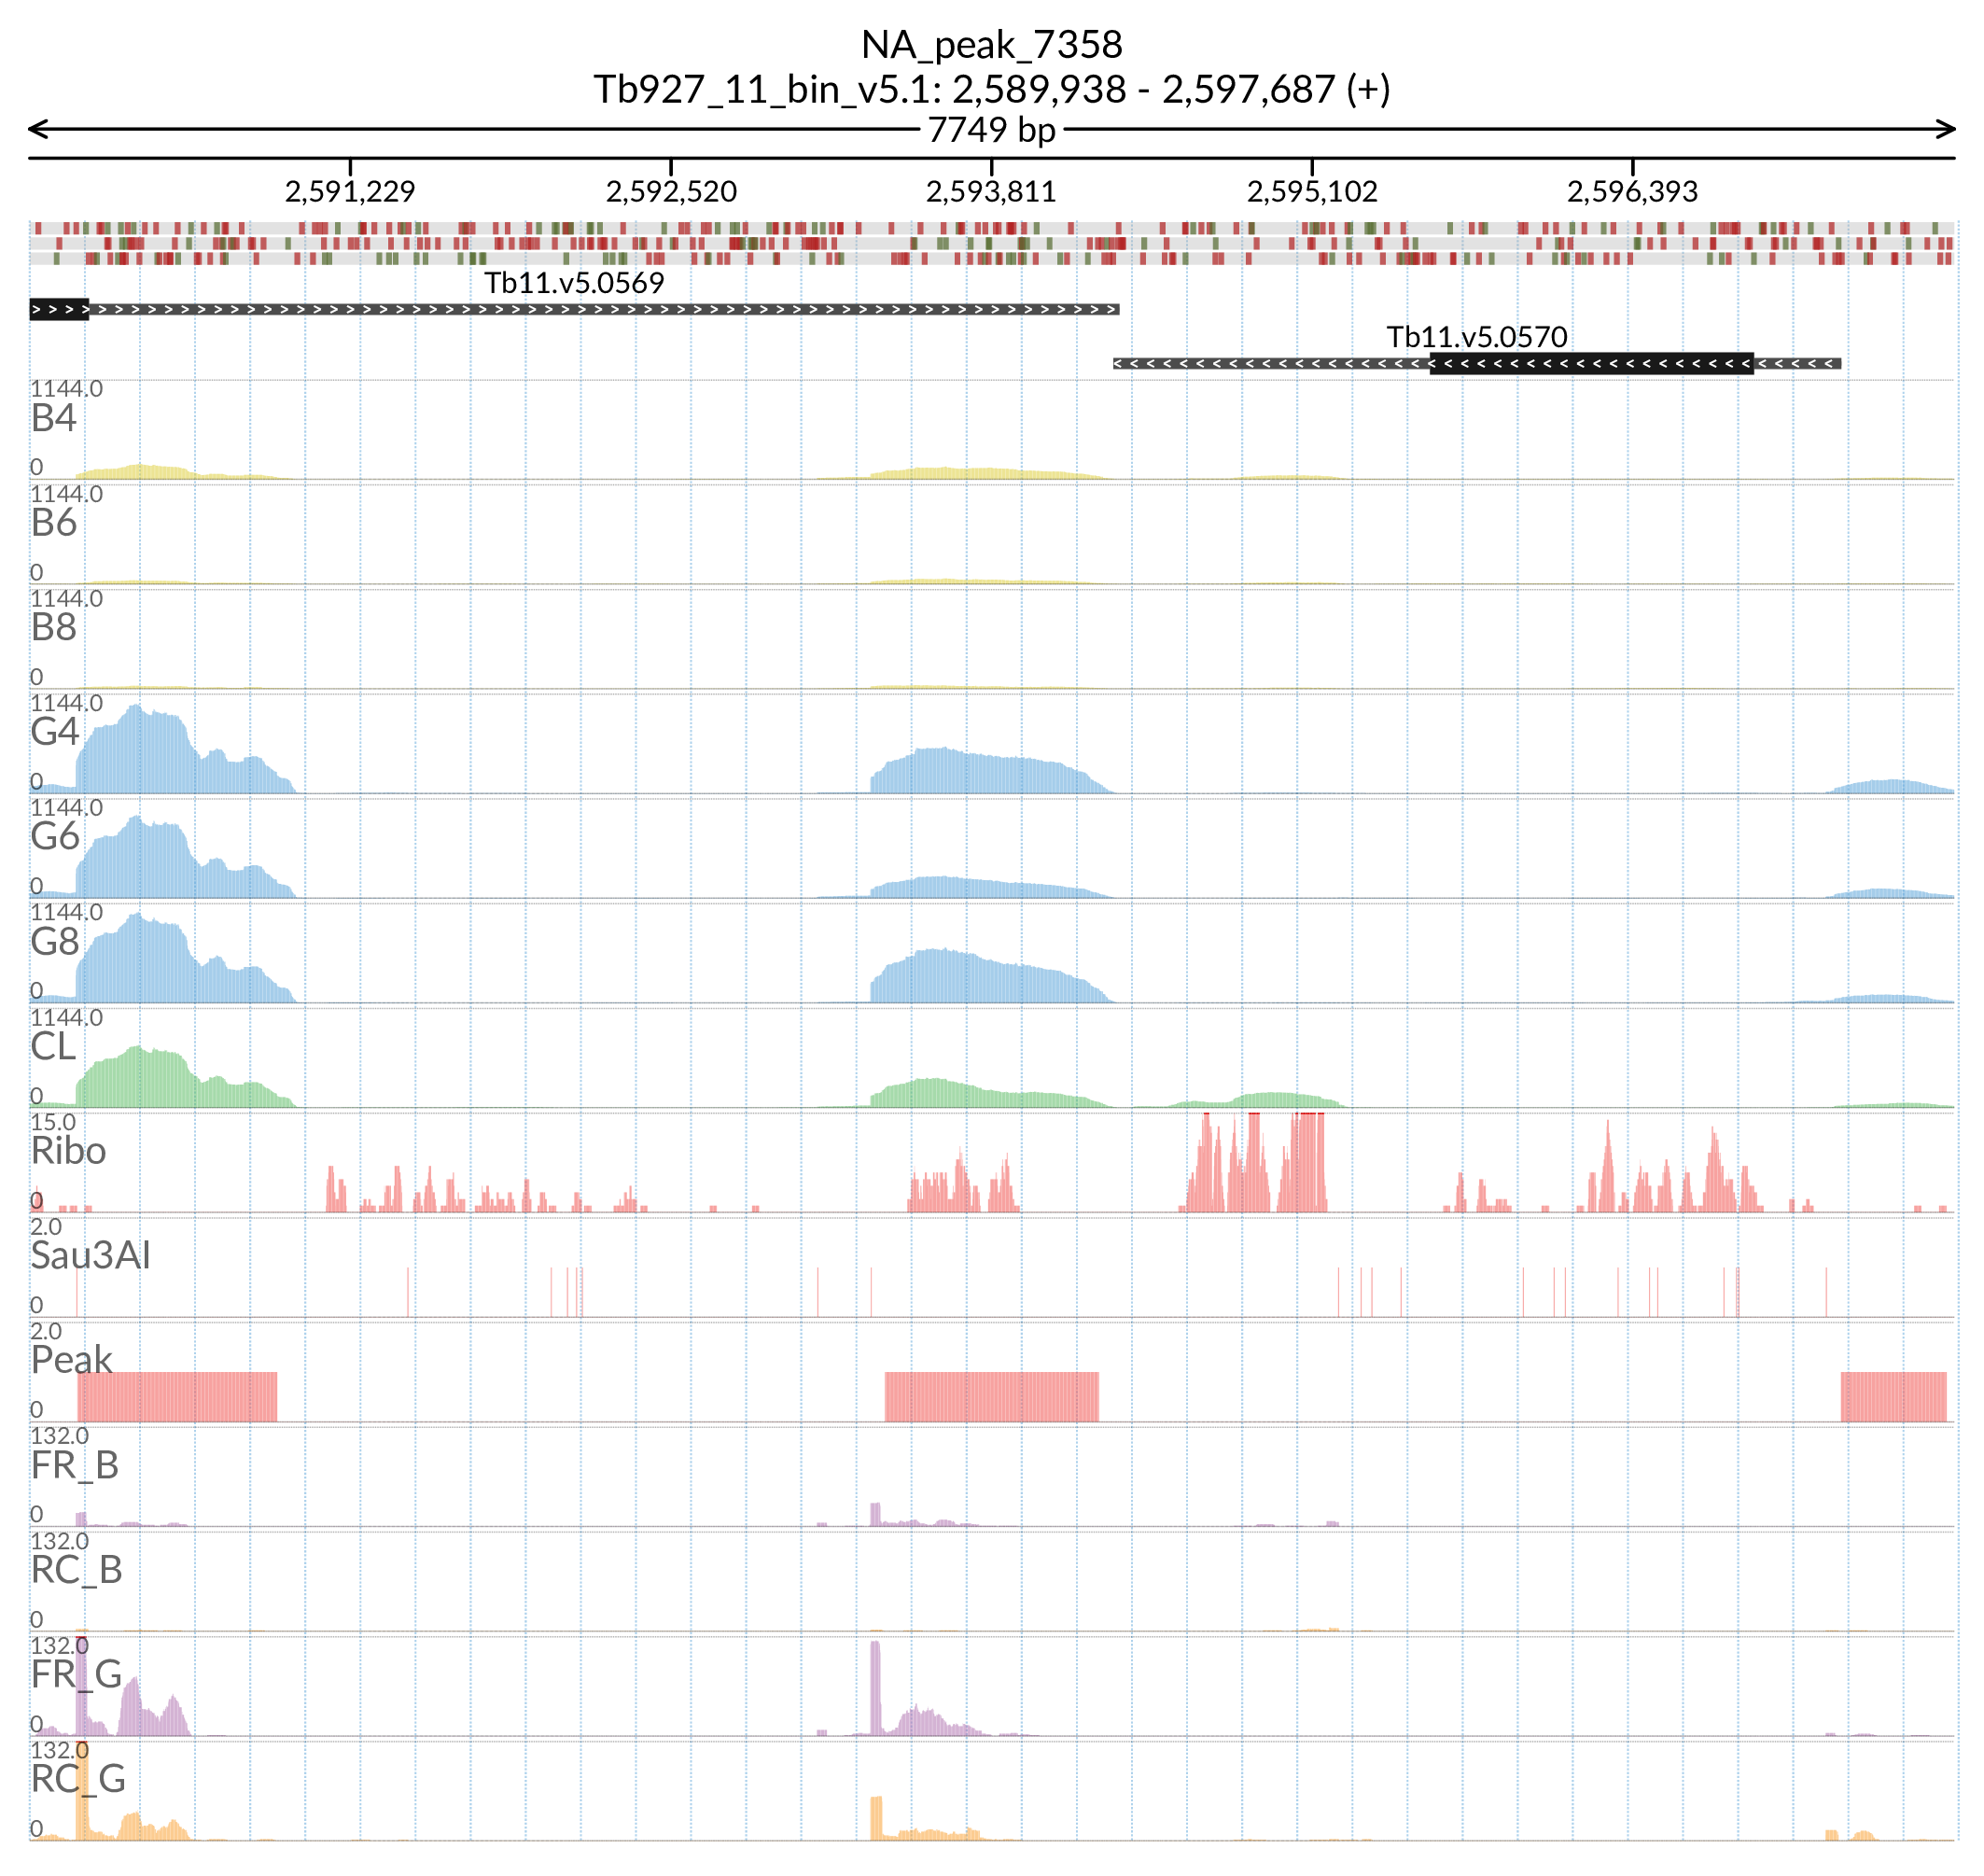 NA_peak_7358
Tb927_11_bin_v5.1: 2,589,938 - 2,597,687 (+)
7749 bp
2,591,229 2,592,520 2,593,811 2,595,102 2,596,393
Tb11.v5.0569
Tb11.v5.0570
1144.0
B4
0
1144.0
B6
0
1144.0
B8
0
1144.0
G4
0
1144.0
G6
0
1144.0
G8
0
1144.0
CL
0
15.0
Ribo
0
2.0
Sau3AI
0
2.0
Peak
0
132.0
FR_B
0
132.0
RC_B
0
132.0
FR_G
0
132.0
RC_G
0